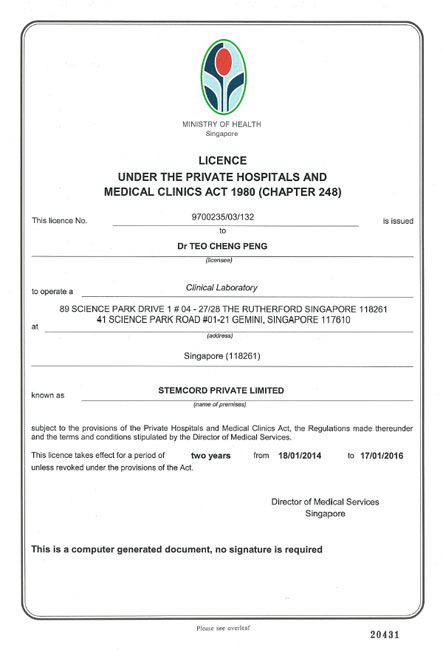 MINISTRY OF HEALTH
Singapore
LICENCE
UNDER THE PRIVATE HOSPITALS AND
MEDICAL CLINICS ACT 1980 (CHAPTER 248)
This licence No. 9700235/03/132 is issued
to
Dr TEO CHENG PENG
(licensee)
to operate a Clinical Laboratory
89 SCIENCE PARK DRIVE 1 # 04 - 27/28 THE RUTHERFORD SINGAPORE 118261
at 41 SCIENCE PARK ROAD #01-21 GEMINI, SINGAPORE 117610
(address)
Singapore (118261)
known as STEMCORD PRIVATE LIMITED
(name of premises)
subject to the provisions of the Private Hospitals and Medical Clinics Act, the Regulations made thereunder
and the terms and conditions stipulated by the Director of Medical Services.
This licence takes effect for a period of two years from 18/01/2014 to 17/01/2016
unless revoked under the provisions of the Act.
Director of Medical Services
Singapore
This is a computer generated document, no signature is required
Please see overleaf
20431